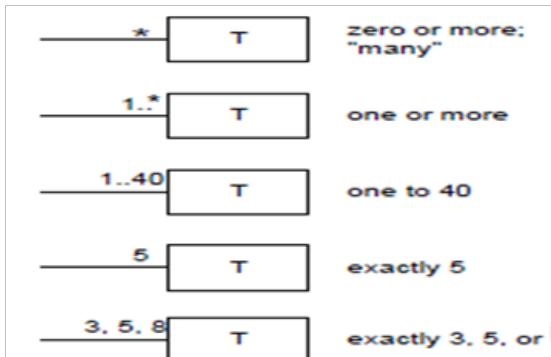 * T zero or more;
"many"
1..* T one or more
1..40 T one to 40
5 T exactly 5
3, 5, 8 T exactly 3, 5, or